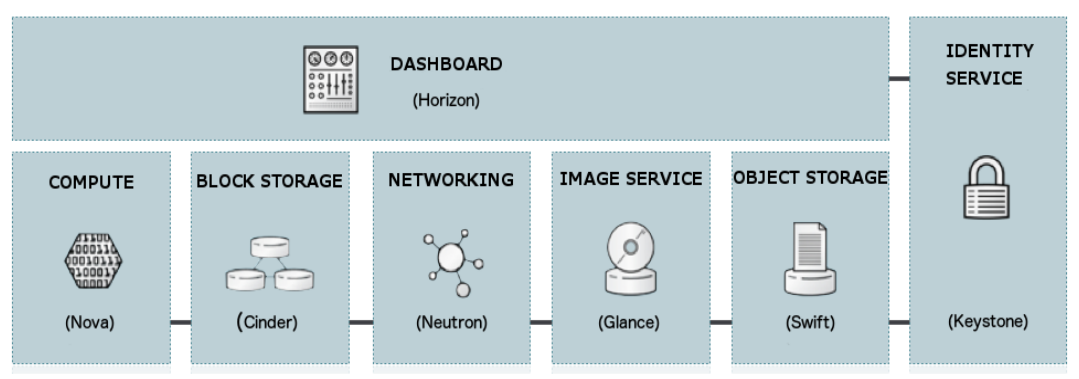 DASHBOARD
(Horizon)
IDENTITY
SERVICE
COMPUTE
(Nova)
BLOCK STORAGE
(Cinder)
NETWORKING
(Neutron)
IMAGE SERVICE
(Glance)
OBJECT STORAGE
(Swift)
(Keystone)